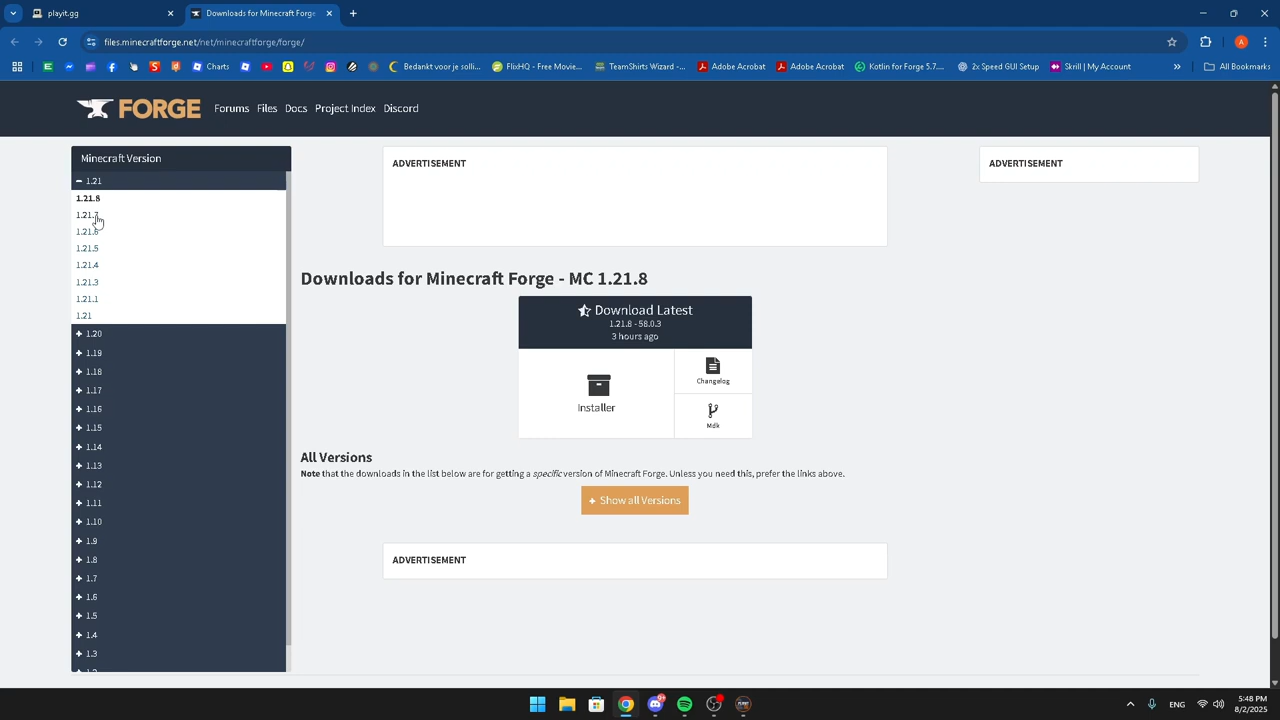 playit.gg
Downloads for Minecraft Forge
files.minecraftforge.net/net/minecraftforge/forge/
A
Charts
Bedankt voor je solli...
FlixHQ - Free Movie...
TeamShirts Wizard -...
Adobe Acrobat
Adobe Acrobat
Kotlin for Forge 5.7....
2x Speed GUI Setup
Skrill | My Account
All Bookmarks
FORGE
Forums
Files
Docs
Project Index
Discord
Minecraft Version
1.21
1.21.8
1.21.7
1.21.6
1.21.5
1.21.4
1.21.3
1.21.1
1.21
1.20
1.19
1.18
1.17
1.16
1.15
1.14
1.13
1.12
1.11
1.10
1.9
1.8
1.7
1.6
1.5
1.4
1.3
ADVERTISEMENT
ADVERTISEMENT
Downloads for Minecraft Forge - MC 1.21.8
Download Latest
1.21.8 - 58.0.3
3 hours ago
Installer
Changelog
Mdk
All Versions
Note that the downloads in the list below are for getting a specific version of Minecraft Forge. Unless you need this, prefer the links above.
Show all Versions
ADVERTISEMENT
ENG
5:48 PM
8/2/2025